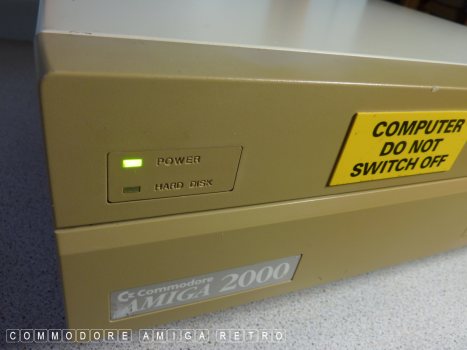 COMPUTER
DO NOT
SWITCH OFF
POWER
HARD DISK
Commodore
AMIGA 2000
COMMODORE AMIGA RETRO